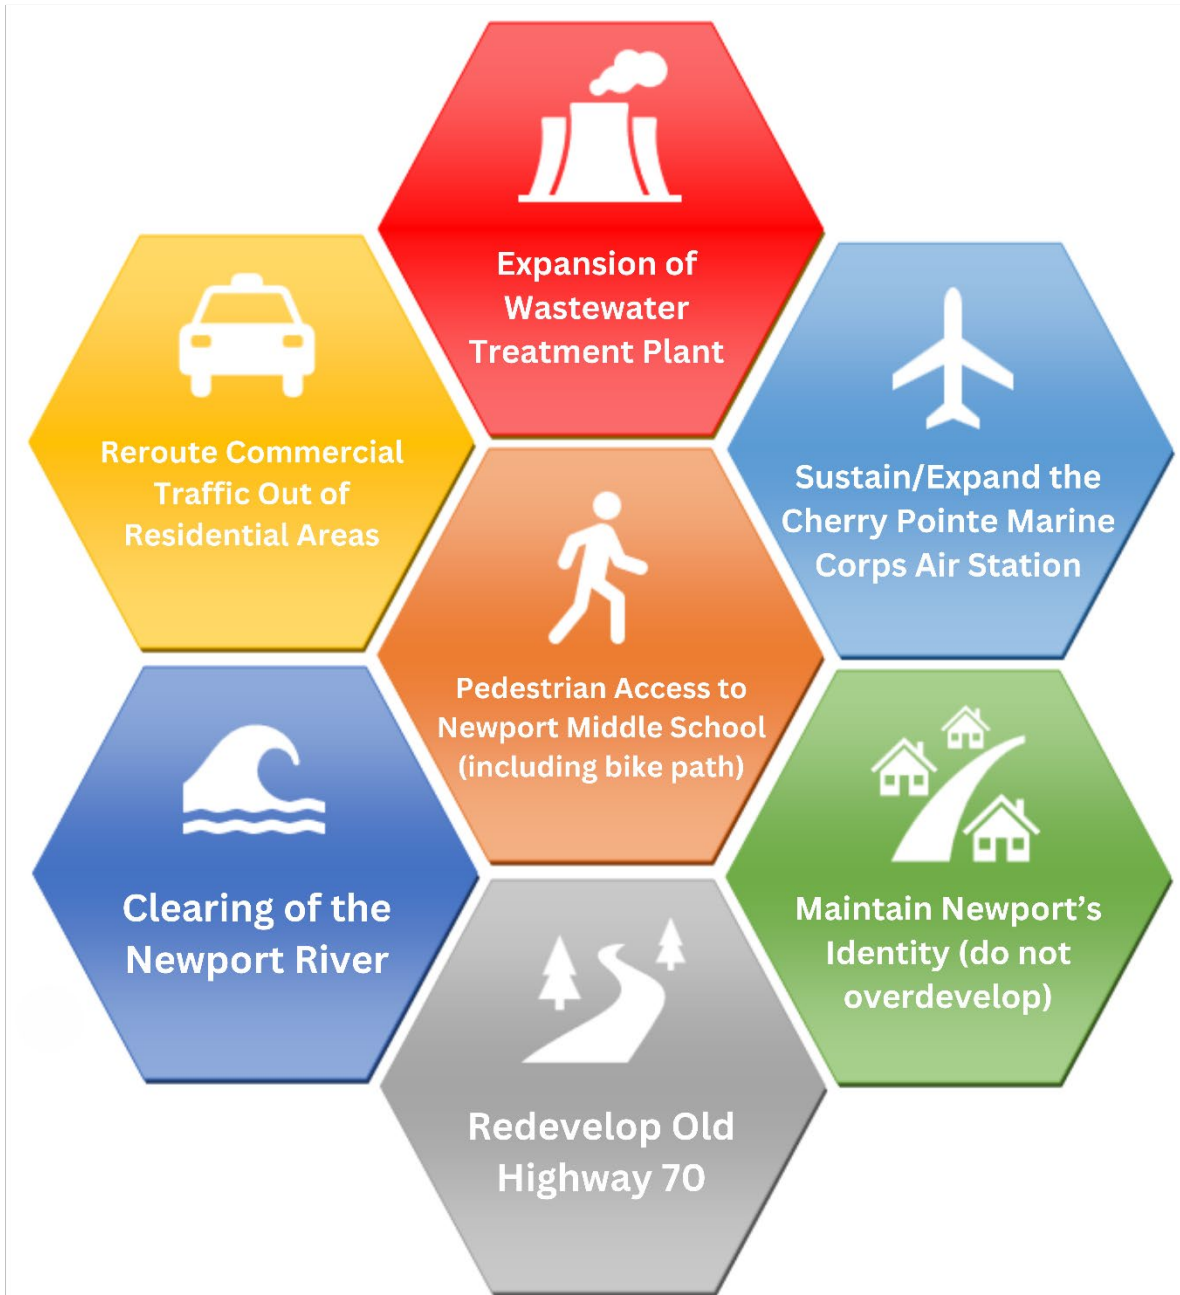 Expansion of
Wastewater
Treatment Plant
Reroute Commercial
Traffic Out of
Residential Areas
Sustain/Expand the
Cherry Pointe Marine
Corps Air Station
Pedestrian Access to
Newport Middle School
(including bike path)
Clearing of the
Newport River
Maintain Newport’s
Identity (do not
overdevelop)
Redevelop Old
Highway 70